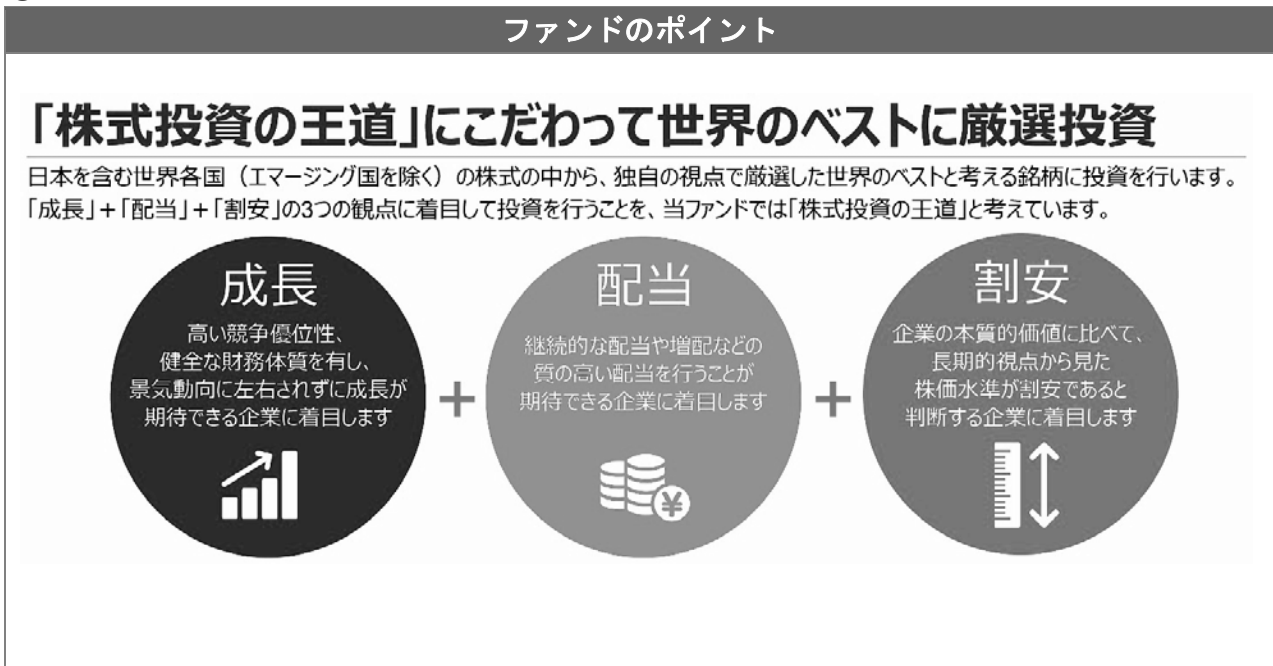 ファンドのポイント
「株式投資の王道」にこだわって世界のベストに厳選投資
日本を含む世界各国（エマージング国を除く）の株式の中から、独自の視点で厳選した世界のベストと考える銘柄に投資を行います。
「成長」+「配当」+「割安」の3つの観点に着目して投資を行うことを、当ファンドでは「株式投資の王道」と考えています。
成長
高い競争優位性、
健全な財務体質を有し、
景気動向に左右されずに成長が
期待できる企業に着目します
+
配当
継続的な配当や増配などの
質の高い配当を行うことが
期待できる企業に着目します
¥
+
割安
企業の本質的価値に比べて、
長期的視点から見た
株価水準が割安であると
判断する企業に着目します